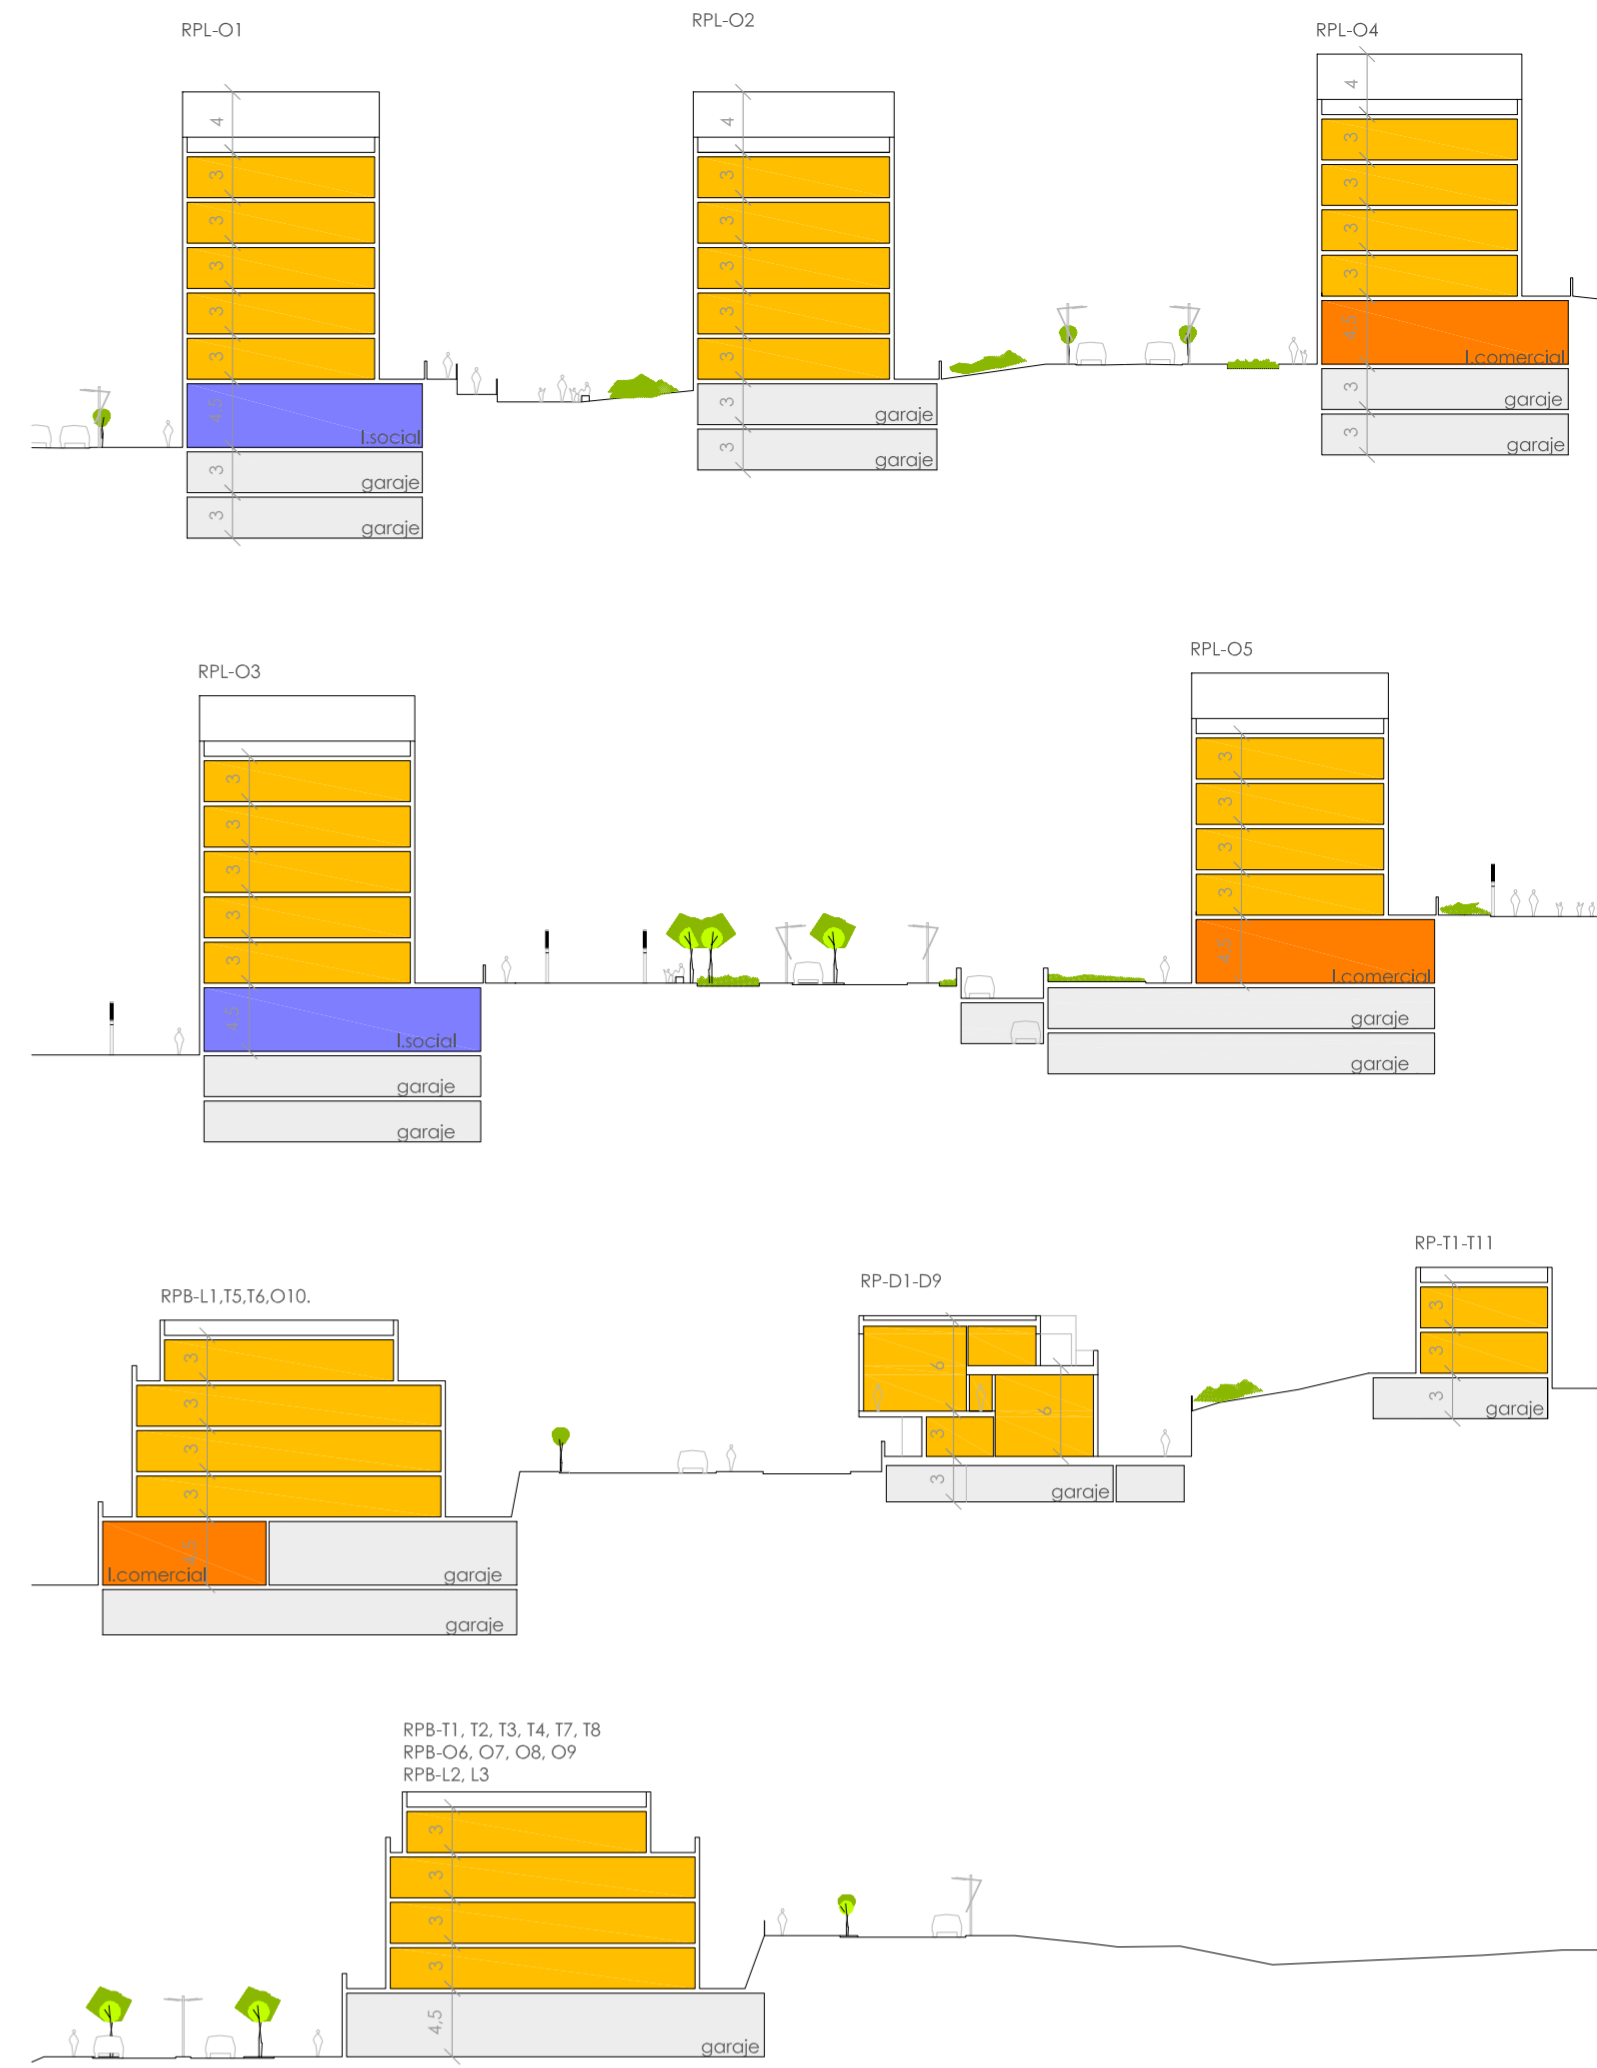 RPL-O1
RPL-O2
RPL-O4
4
3
3
3
3
3
4,5
l.social
3
garaje
3
garaje
4
3
3
3
3
3
3
garaje
3
garaje
4
3
3
3
3
4,5
l.comercial
3
garaje
3
garaje
RPL-O3
RPL-O5
3
3
3
3
3
4,5
l.social
garaje
garaje
3
3
3
3
4,5
l.comercial
garaje
garaje
RPB-L1,T5,T6,O10.
RP-D1-D9
RP-T1-T11
3
3
3
3
4,5
l.comercial
garaje
garaje
6
6
3
3
garaje
3
3
3
garaje
RPB-T1, T2, T3, T4, T7, T8
RPB-O6, O7, O8, O9
RPB-L2, L3
3
3
3
3
4,5
garaje